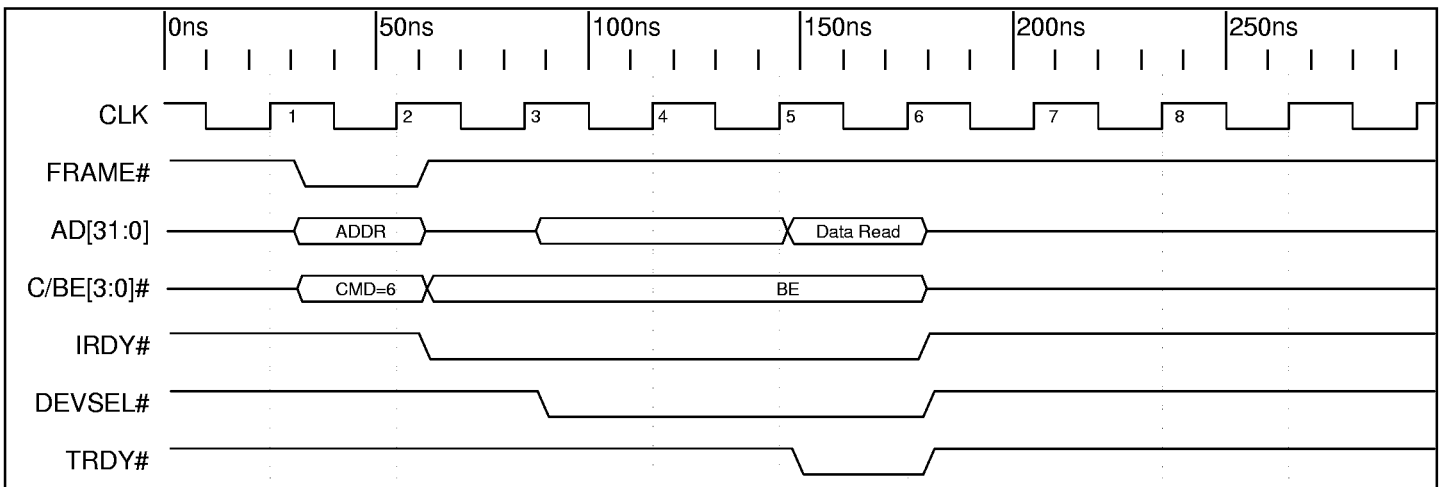 0ns 50ns 100ns 150ns 200ns 250ns
CLK 1 2 3 4 5 6 7 8
FRAME#
AD[31:0] ADDR Data Read
C/BE[3:0]# CMD=6 BE
IRDY#
DEVSEL#
TRDY#